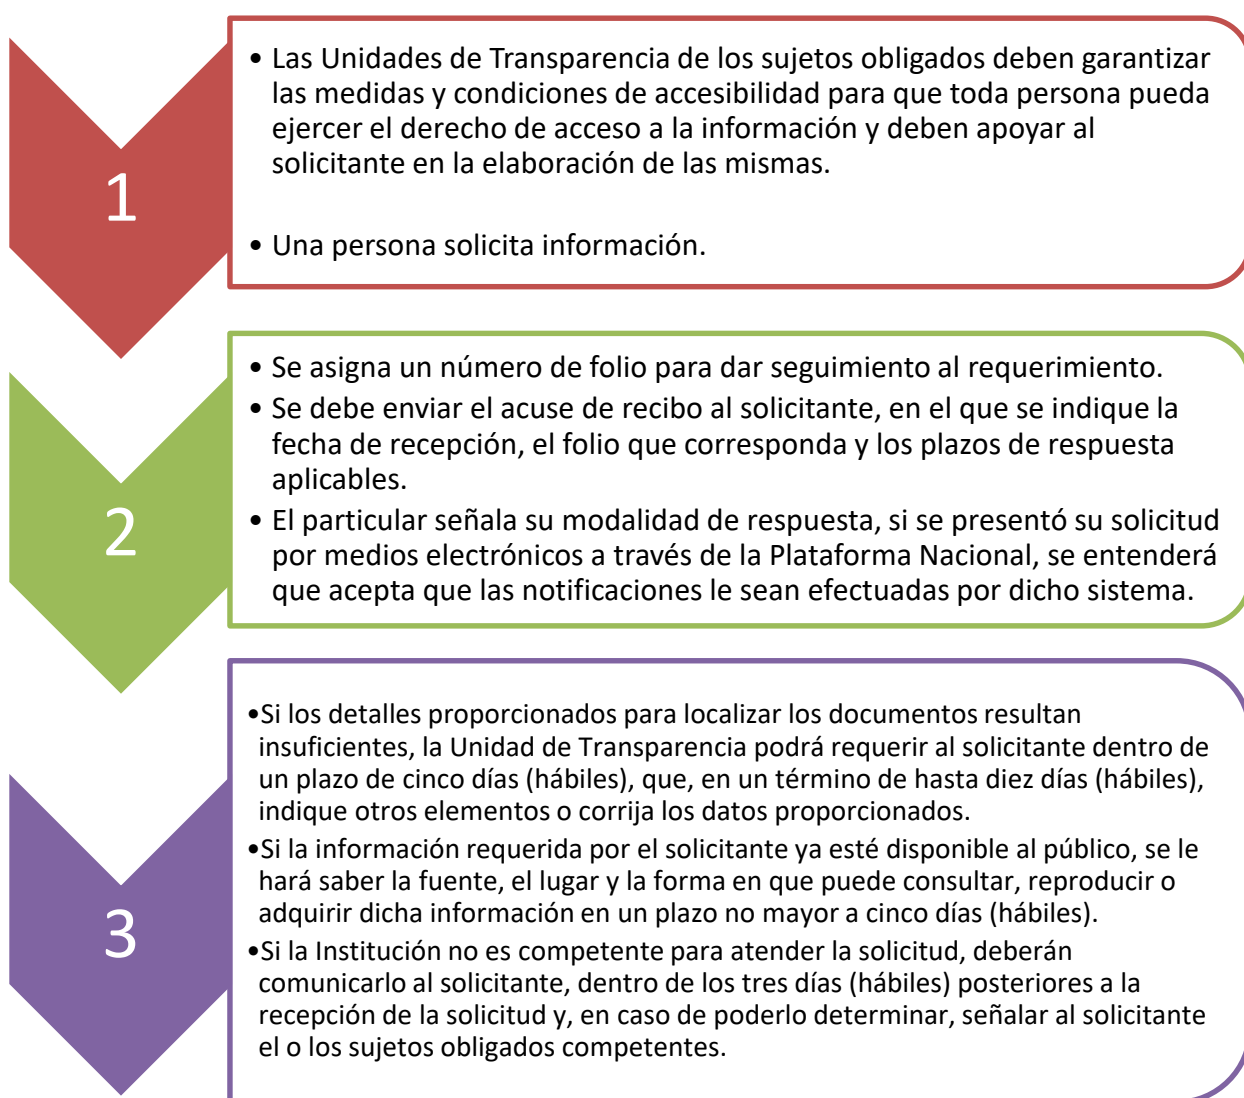 1
• Las Unidades de Transparencia de los sujetos obligados deben garantizar
las medidas y condiciones de accesibilidad para que toda persona pueda
ejercer el derecho de acceso a la información y deben apoyar al
solicitante en la elaboración de las mismas.
• Una persona solicita información.
2
• Se asigna un número de folio para dar seguimiento al requerimiento.
• Se debe enviar el acuse de recibo al solicitante, en el que se indique la
fecha de recepción, el folio que corresponda y los plazos de respuesta
aplicables.
• El particular señala su modalidad de respuesta, si se presentó su solicitud
por medios electrónicos a través de la Plataforma Nacional, se entenderá
que acepta que las notificaciones le sean efectuadas por dicho sistema.
3
•Si los detalles proporcionados para localizar los documentos resultan
insuficientes, la Unidad de Transparencia podrá requerir al solicitante dentro de
un plazo de cinco días (hábiles), que, en un término de hasta diez días (hábiles),
indique otros elementos o corrija los datos proporcionados.
•Si la información requerida por el solicitante ya esté disponible al público, se le
hará saber la fuente, el lugar y la forma en que puede consultar, reproducir o
adquirir dicha información en un plazo no mayor a cinco días (hábiles).
•Si la Institución no es competente para atender la solicitud, deberán
comunicarlo al solicitante, dentro de los tres días (hábiles) posteriores a la
recepción de la solicitud y, en caso de poderlo determinar, señalar al solicitante
el o los sujetos obligados competentes.